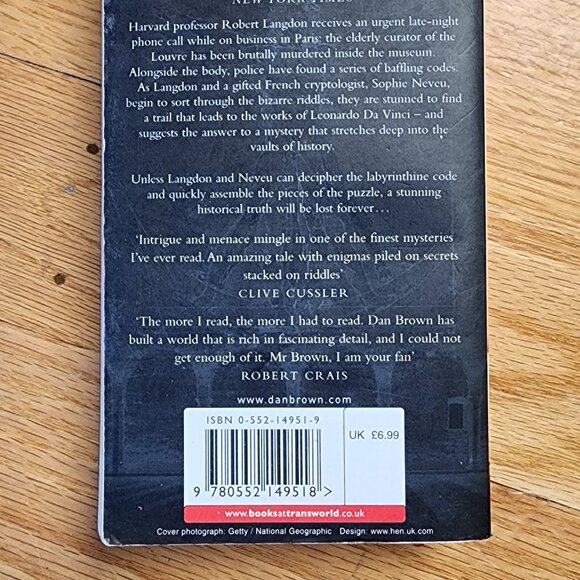 NEW YORK TIMES
Harvard professor Robert Langdon receives an urgent late-night
phone call while on business in Paris: the elderly curator of the
Louvre has been brutally murdered inside the museum.
Alongside the body, police have found a series of baffling codes.
As Langdon and a gifted French cryptologist, Sophie Neveu,
begin to sort through the bizarre riddles, they are stunned to find
a trail that leads to the works of Leonardo Da Vinci – and
suggests the answer to a mystery that stretches deep into the
vaults of history.
Unless Langdon and Neveu can decipher the labyrinthine code
and quickly assemble the pieces of the puzzle, a stunning
historical truth will be lost forever...
‘Intrigue and menace mingle in one of the finest mysteries
I’ve ever read. An amazing tale with enigmas piled on secrets
stacked on riddles’
CLIVE CUSSLER
‘The more I read, the more I had to read. Dan Brown has
built a world that is rich in fascinating detail, and I could not
get enough of it. Mr Brown, I am your fan’
ROBERT CRAIS
www.danbrown.com
ISBN 0-552-14951-9
UK £6.99
9 780552 149518 >
www.booksattransworld.co.uk
Cover photograph: Getty / National Geographic Design: www.hen.uk.com